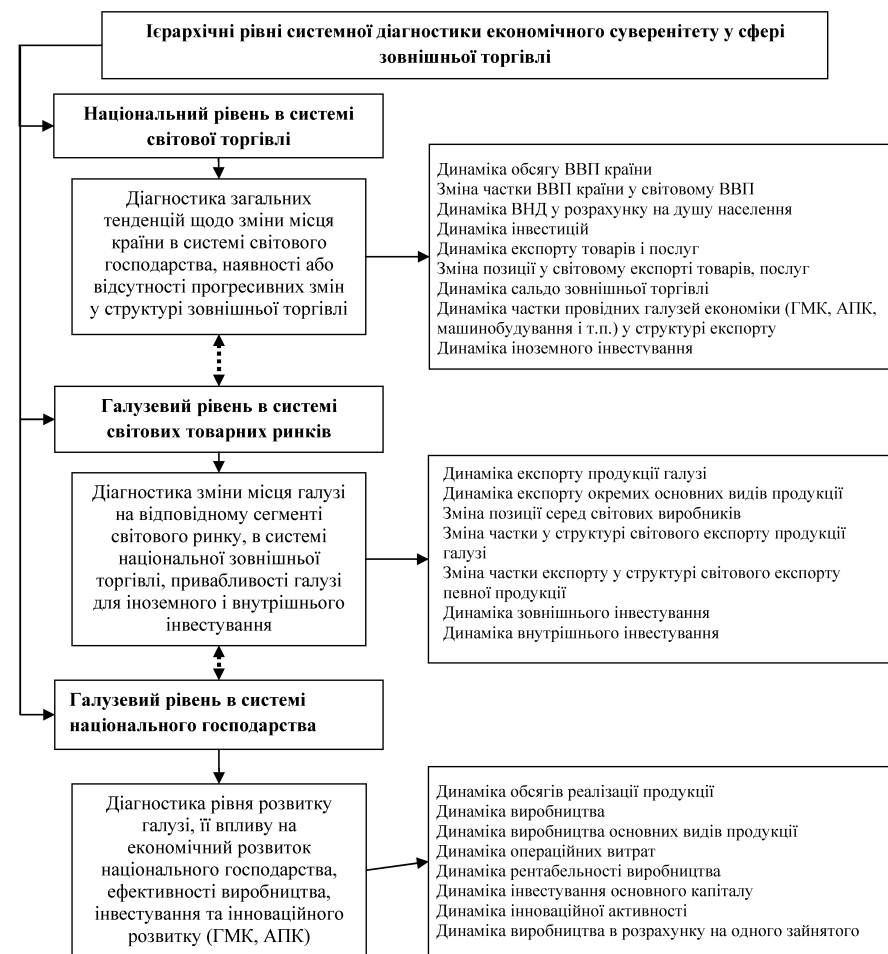 Ієрархічні рівні системної діагностики економічного суверенітету у сфері
зовнішньої торгівлі
Національний рівень в системі
світової торгівлі
Діагностика загальних
тенденцій щодо зміни місця
країни в системі світового
господарства, наявності або
відсутності прогресивних змін
у структурі зовнішньої торгівлі
Динаміка обсягу ВВП країни
Зміна частки ВВП країни у світовому ВВП
Динаміка ВНД у розрахунку на душу населення
Динаміка інвестицій
Динаміка експорту товарів і послуг
Зміна позиції у світовому експорті товарів, послуг
Динаміка сальдо зовнішньої торгівлі
Динаміка частки провідних галузей економіки (ГМК, АПК,
машинобудування і т.п.) у структурі експорту
Динаміка іноземного інвестування
Галузевий рівень в системі
світових товарних ринків
Діагностика зміни місця галузі
на відповідному сегменті
світового ринку, в системі
національної зовнішньої
торгівлі, привабливості галузі
для іноземного і внутрішнього
інвестування
Динаміка експорту продукції галузі
Динаміка експорту окремих основних видів продукції
Зміна позиції серед світових виробників
Зміна частки у структурі світового експорту продукції
галузі
Зміна частки експорту у структурі світового експорту
певної продукції
Динаміка зовнішнього інвестування
Динаміка внутрішнього інвестування
Галузевий рівень в системі
національного господарства
Діагностика рівня розвитку
галузі, її впливу на
економічний розвиток
національного господарства,
ефективності виробництва,
інвестування та інноваційного
розвитку (ГМК, АПК)
Динаміка обсягів реалізації продукції
Динаміка виробництва
Динаміка виробництва основних видів продукції
Динаміка операційних витрат
Динаміка рентабельності виробництва
Динаміка інвестування основного капіталу
Динаміка інноваційної активності
Динаміка виробництва в розрахунку на одного зайнятого